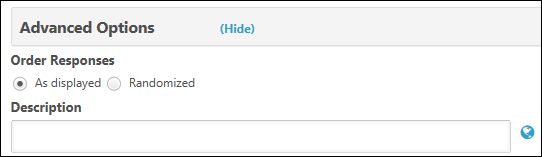 Advanced Options (Hide)
Order Responses
As displayed Randomized
Description